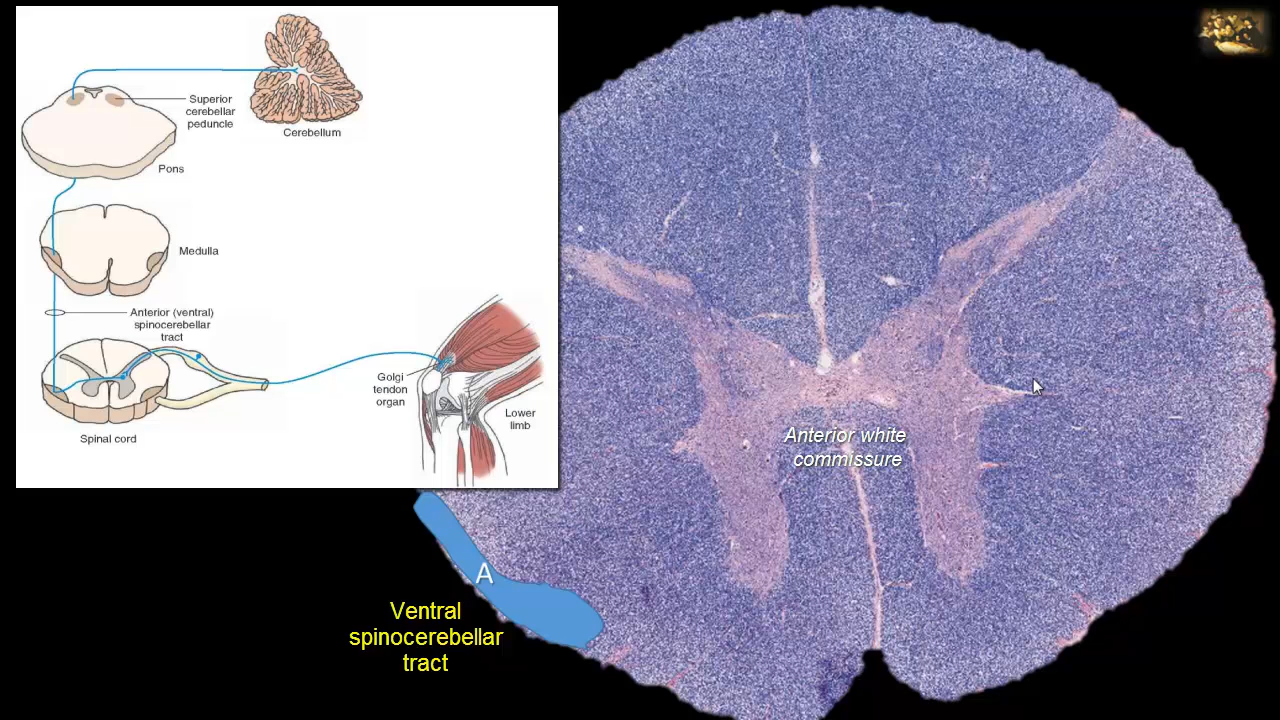 Superior
cerebellar
peduncle
Cerebellum
Pons
Medulla
Anterior (ventral)
spinocerebellar
tract
Golgi
tendon
organ
Lower
limb
Spinal cord
Anterior white
commissure
A
Ventral
spinocerebellar
tract